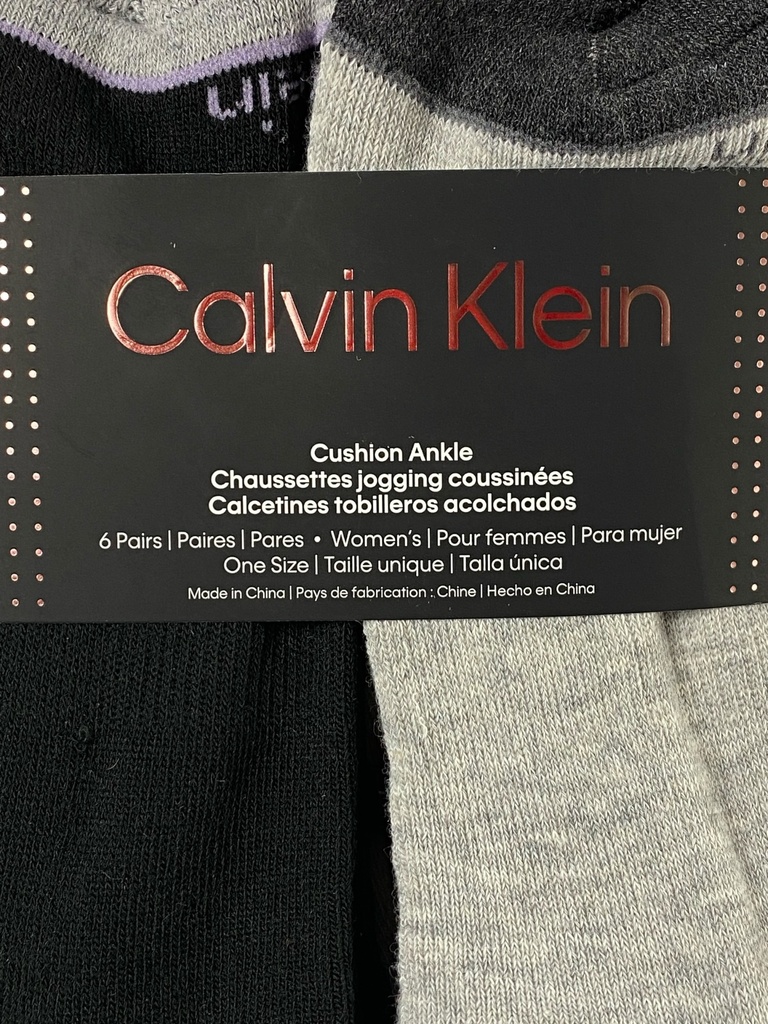 Calvin Klein
Cushion Ankle
Chaussettes jogging coussinées
Calcetines tobilleros acolchados
6 Pairs | Paires | Pares • Women's | Pour femmes | Para mujer
One Size | Taille unique | Talla única
Made in China | Pays de fabrication : Chine | Hecho en China